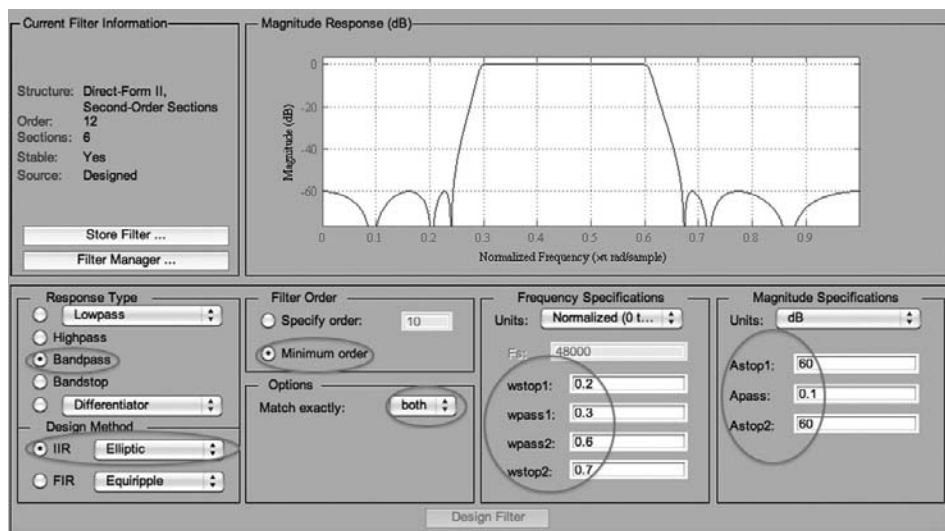 Current Filter Information
Structure: Direct-Form II,
Second-Order Sections
Order: 12
Sections: 6
Stable: Yes
Source: Designed
Store Filter ...
Filter Manager ...
Magnitude Response (dB)
Magnitude (dB)
0
-20
-40
-60
0 0.1 0.2 0.3 0.4 0.5 0.6 0.7 0.8 0.9
Normalized Frequency (×π rad/sample)
Response Type
Lowpass
Highpass
Bandpass
Bandstop
Differentiator
Design Method
IIR Elliptic
FIR Equiripple
Filter Order
Specify order: 10
Minimum order
Options
Match exactly: both
Frequency Specifications
Units: Normalized (0 t...
Fs: 48000
wstop1: 0.2
wpass1: 0.3
wpass2: 0.6
wstop2: 0.7
Magnitude Specifications
Units: dB
Astop1: 60
Apass: 0.1
Astop2: 60
Design Filter